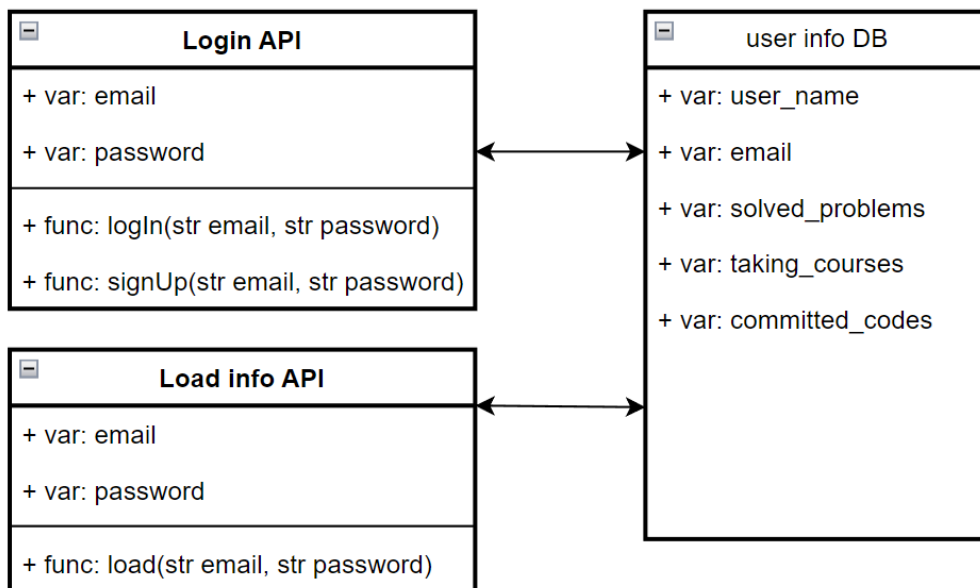 Login API
+ var: email
+ var: password
+ func: logIn(str email, str password)
+ func: signUp(str email, str password)
Load info API
+ var: email
+ var: password
+ func: load(str email, str password)
user info DB
+ var: user_name
+ var: email
+ var: solved_problems
+ var: taking_courses
+ var: committed_codes